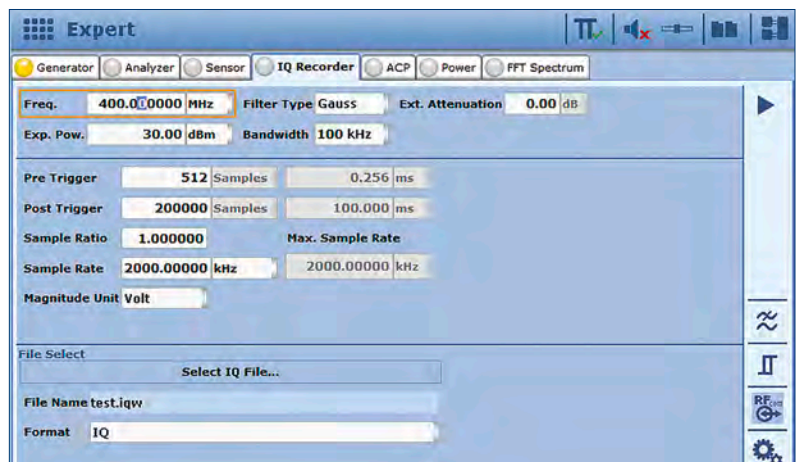 Expert
Generator Analyzer Sensor IQ Recorder ACP Power FFT Spectrum
Freq. 400.000000 MHz Filter Type Gauss Ext. Attenuation 0.00 dB
Exp. Pow. 30.00 dBm Bandwidth 100 kHz
Pre Trigger 512 Samples 0.256 ms
Post Trigger 200000 Samples 100.000 ms
Sample Ratio 1.000000 Max. Sample Rate
Sample Rate 2000.00000 kHz 2000.00000 kHz
Magnitude Unit Volt
File Select
Select IQ File...
File Name test.iqw
Format IQ
RF